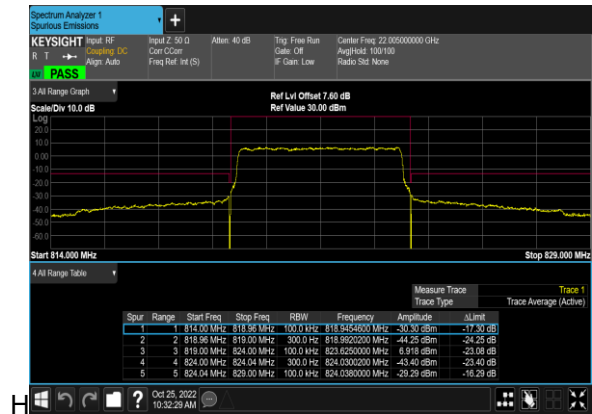 Spectrum Analyzer 1
Spurious Emissions
+
KEYSIGHT Input: RF Input Z: 50 Ω Atten: 40 dB Trig: Free Run Center Freq: 22.005000000 GHz
R T Coupling: DC Corr CCorr Gate: Off Avg|Hold: 100/100
Align: Auto Freq Ref: Int (S) IF Gain: Low Radio Std: None
PASS
3 All Range Graph
Ref Lvl Offset 7.60 dB
Scale/Div 10.0 dB Ref Value 30.00 dBm
Log
20.0
10.0
0.00
-10.0
-20.0
-30.0
-40.0
-50.0
-60.0
Start 814.000 MHz Stop 829.000 MHz
4 All Range Table
Measure Trace Trace 1
Trace Type Trace Average (Active)
Spur Range Start Freq Stop Freq RBW Frequency Amplitude ΔLimit
1 1 814.00 MHz 818.96 MHz 100.0 kHz 818.9454600 MHz -30.30 dBm -17.30 dB
2 2 818.96 MHz 819.00 MHz 300.0 Hz 818.9920200 MHz -44.25 dBm -24.25 dB
3 3 819.00 MHz 824.00 MHz 100.0 kHz 823.6250000 MHz 6.918 dBm -23.08 dB
4 4 824.00 MHz 824.04 MHz 300.0 Hz 824.0300200 MHz -43.40 dBm -23.40 dB
5 5 824.04 MHz 829.00 MHz 100.0 kHz 824.0380000 MHz -29.29 dBm -16.29 dB
H ? Oct 25, 2022
10:32:29 AM